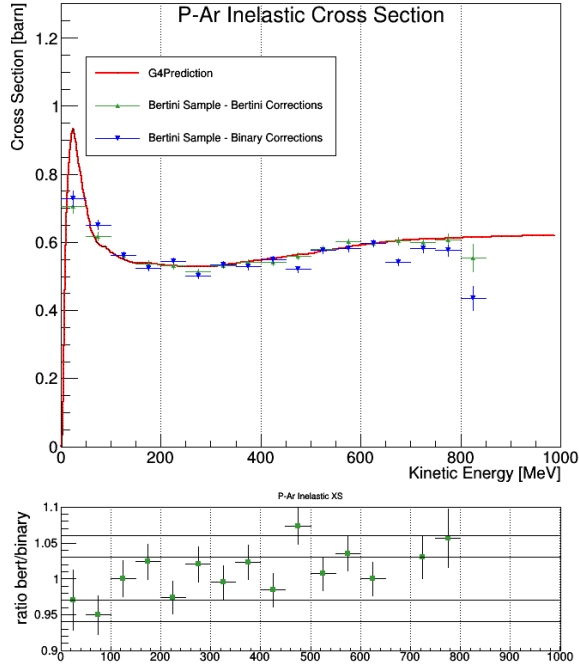 P-Ar Inelastic Cross Section
Cross Section [barn]
G4Prediction
Bertini Sample - Bertini Corrections
Bertini Sample - Binary Corrections
1.2
1
0.8
0.6
0.4
0.2
0
0 200 400 600 800 1000
Kinetic Energy [MeV]
P-Ar Inelastic XS
ratio bert/binary
1.1
1.05
1
0.95
0.9
0 100 200 300 400 500 600 700 800 900 1000